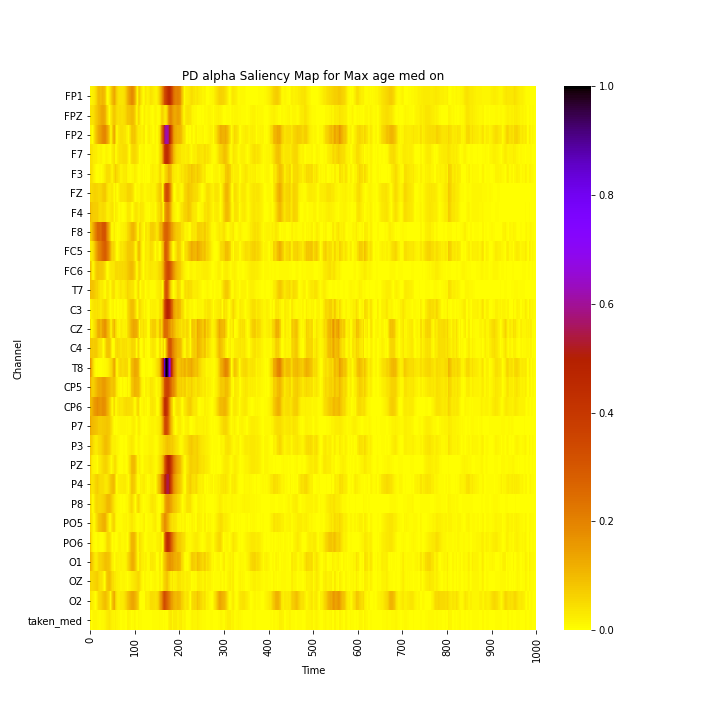 PD alpha Saliency Map for Max age med on
FP1
FPZ
FP2
F7
F3
FZ
F4
F8
FC5
FC6
T7
C3
CZ
C4
T8
CP5
CP6
P7
P3
PZ
P4
P8
PO5
PO6
O1
OZ
O2
taken_med
Channel
0 100 200 300 400 500 600 700 800 900 1000
Time
1.0
0.8
0.6
0.4
0.2
0.0